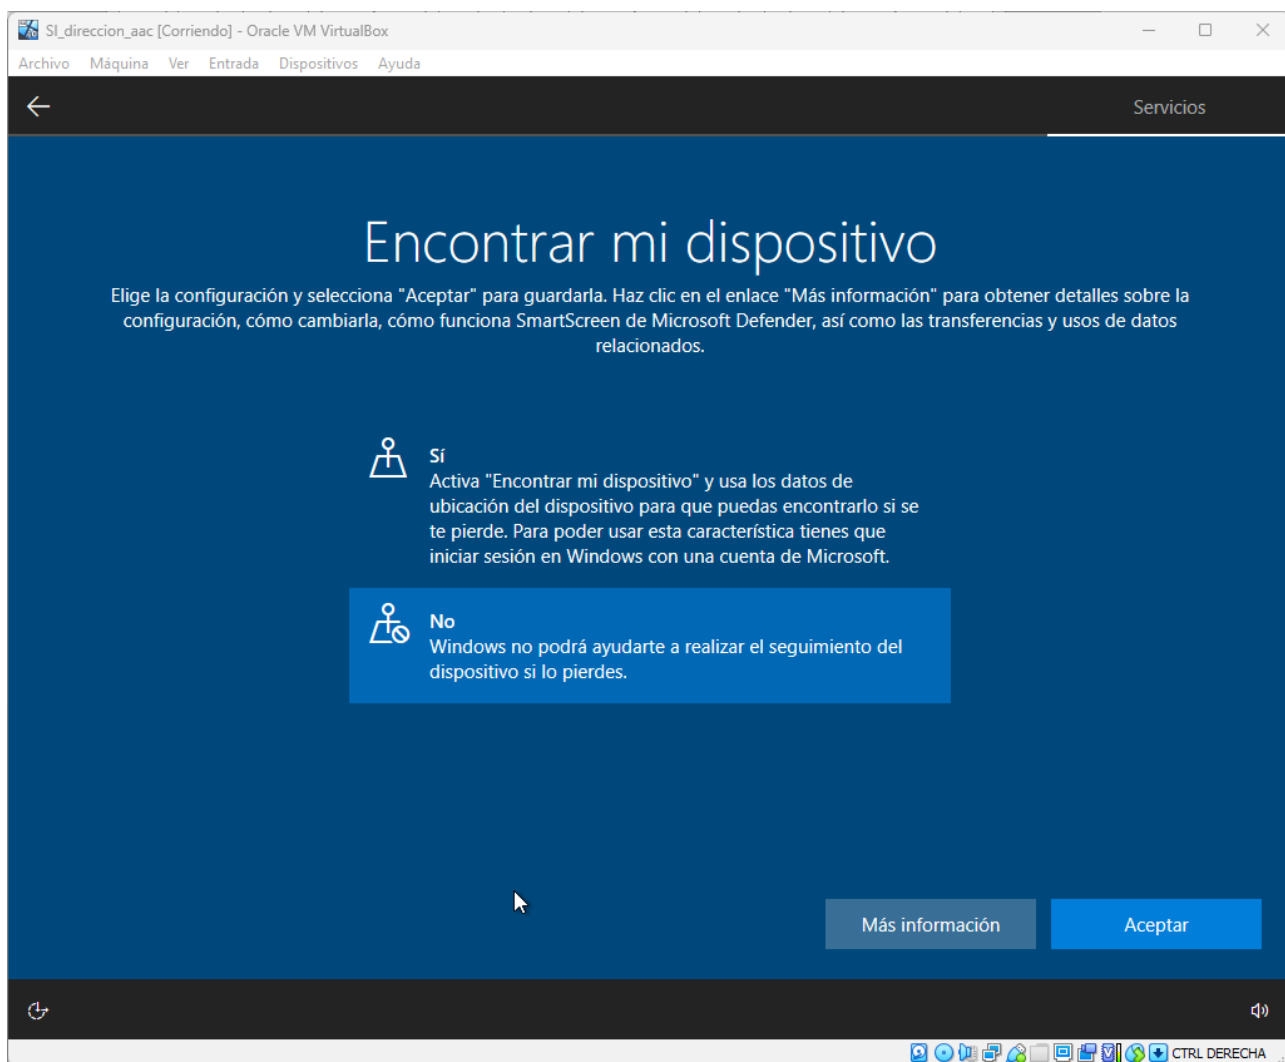 SI_direccion_aac [Corriendo] - Oracle VM VirtualBox
Archivo Máquina Ver Entrada Dispositivos Ayuda
Servicios
Encontrar mi dispositivo
Elige la configuración y selecciona "Aceptar" para guardarla. Haz clic en el enlace "Más información" para obtener detalles sobre la
configuración, cómo cambiarla, cómo funciona SmartScreen de Microsoft Defender, así como las transferencias y usos de datos
relacionados.
Sí
Activa "Encontrar mi dispositivo" y usa los datos de
ubicación del dispositivo para que puedas encontrarlo si se
te pierde. Para poder usar esta característica tienes que
iniciar sesión en Windows con una cuenta de Microsoft.
No
Windows no podrá ayudarte a realizar el seguimiento del
dispositivo si lo pierdes.
Más información
Aceptar
CTRL DERECHA